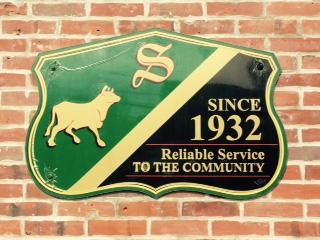 S
SINCE
1932
Reliable Service
TO THE COMMUNITY